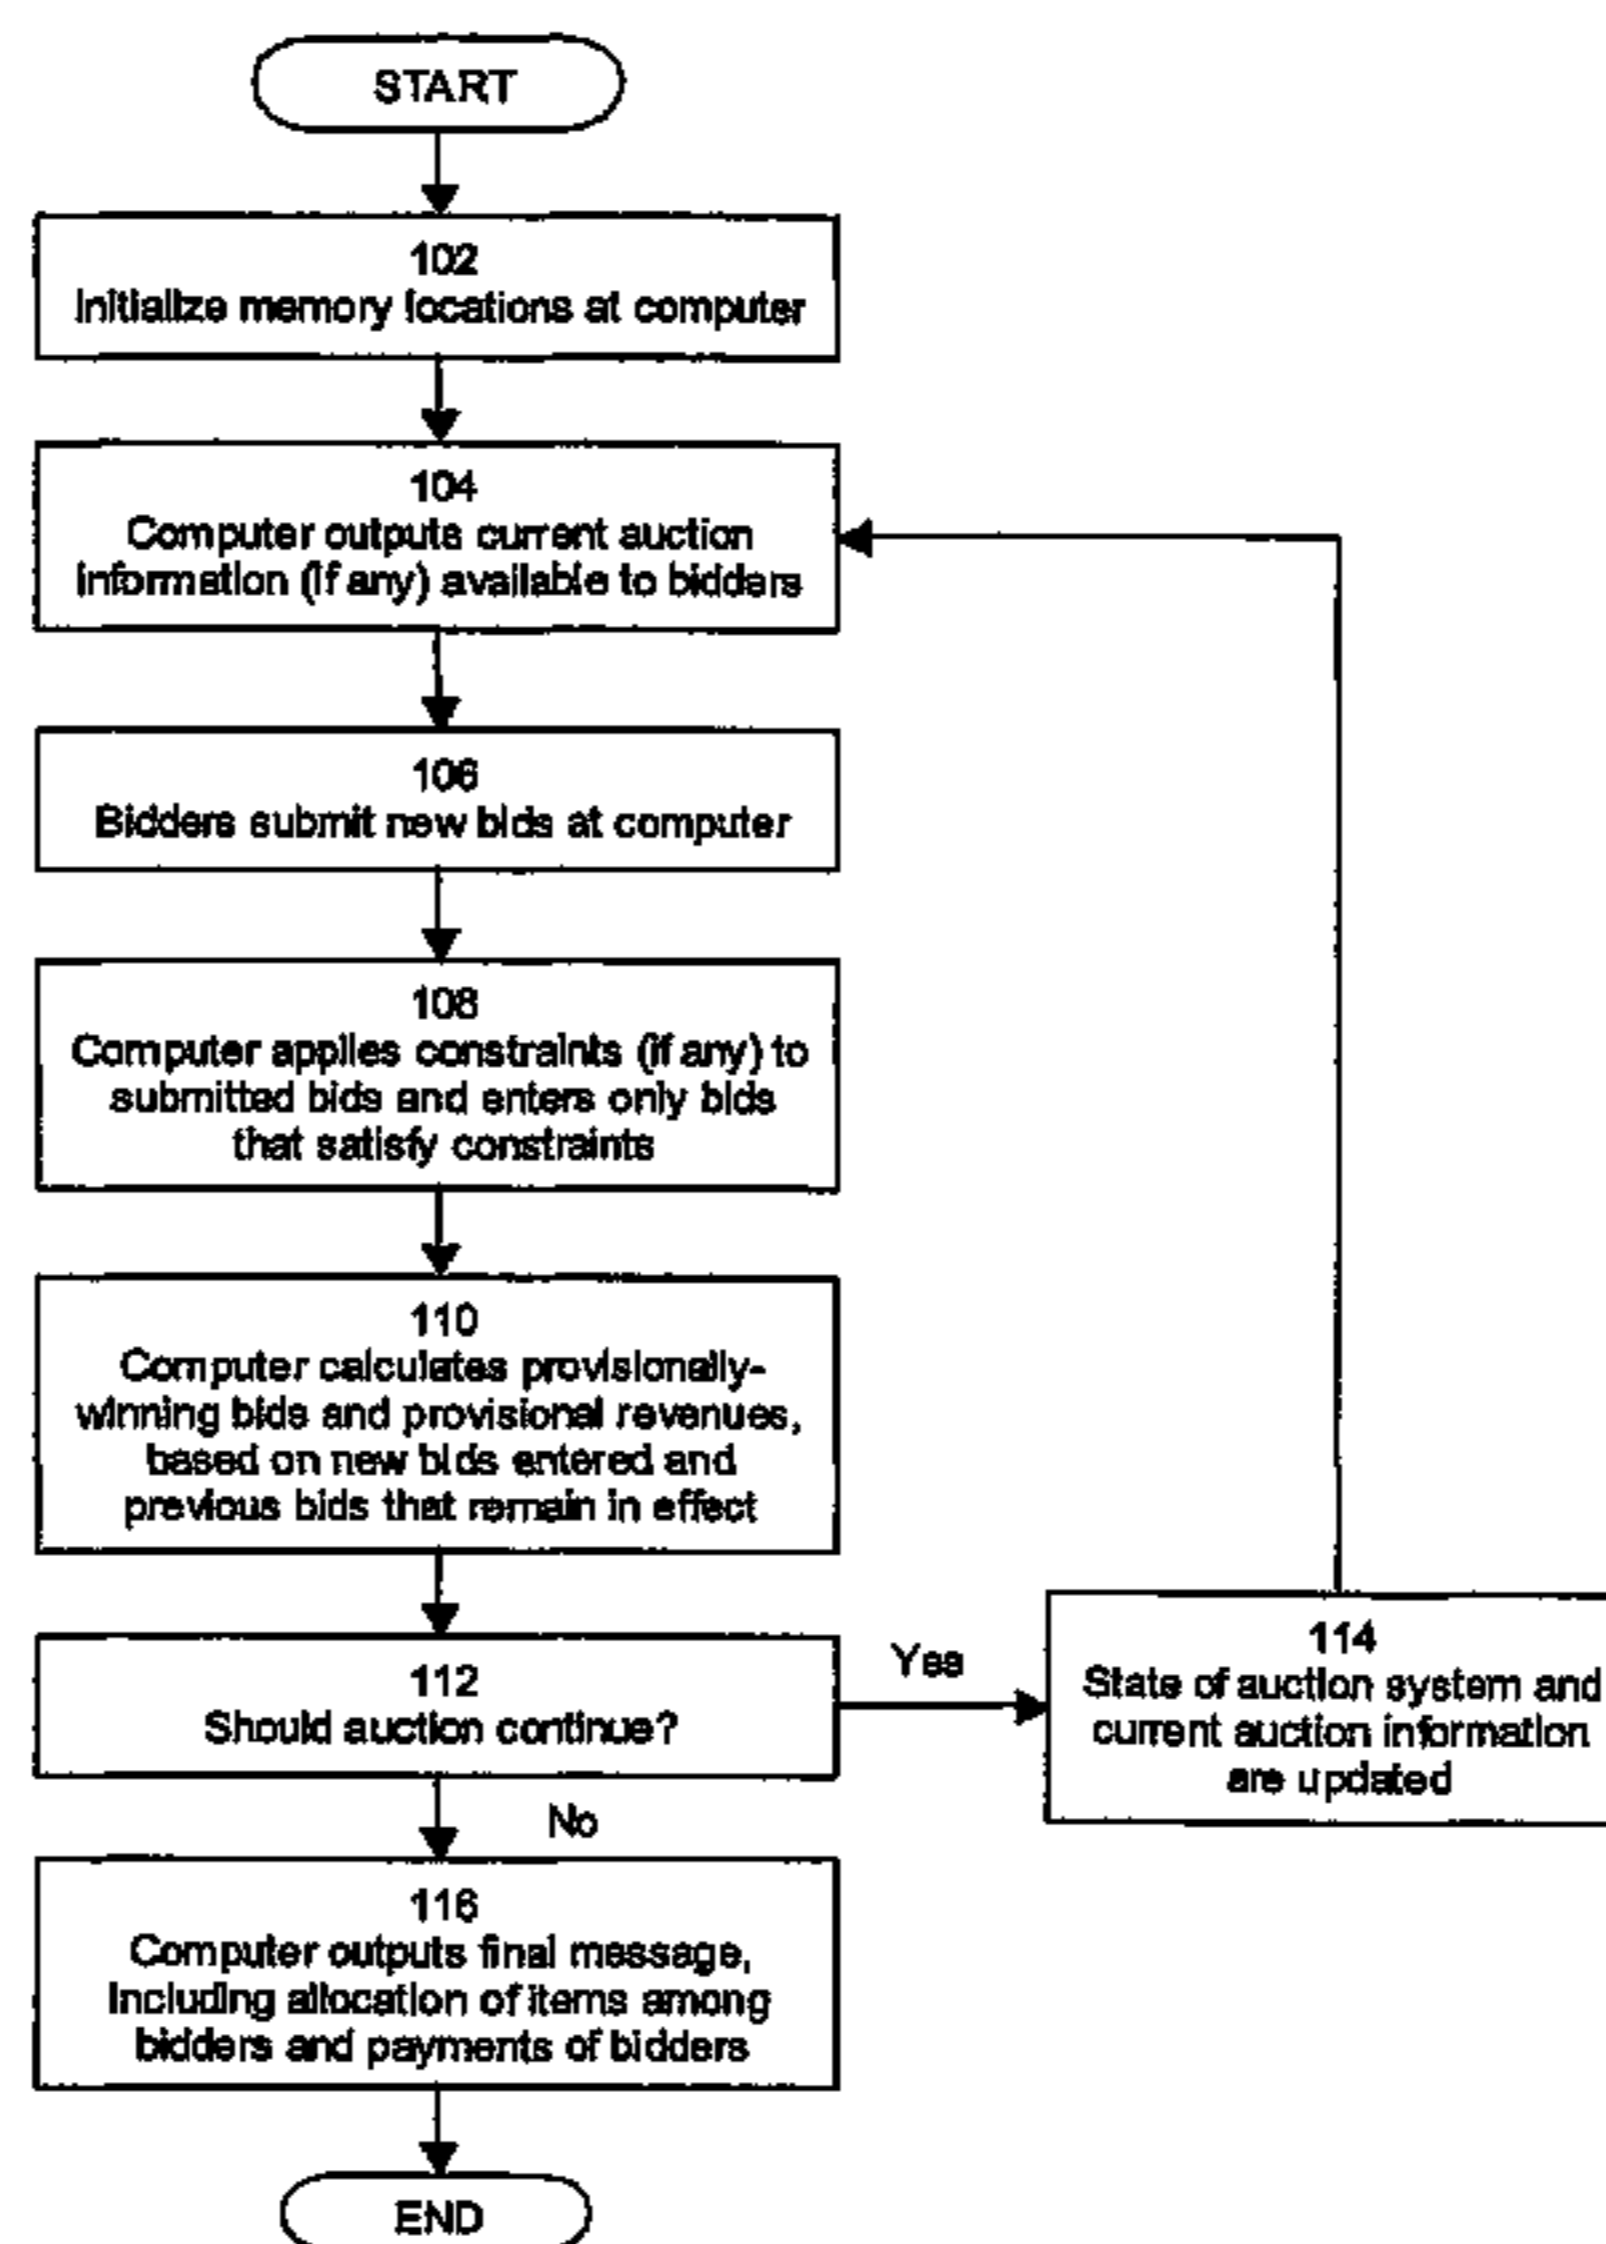 START
102
Initialize memory locations at computer
104
Computer outputs current auction
information (if any) available to bidders
106
Bidders submit new bids at computer
108
Computer applies constraints (if any) to
submitted bids and enters only bids
that satisfy constraints
110
Computer calculates provisionally-
winning bids and provisional revenues,
based on new bids entered and
previous bids that remain in effect
112
Should auction continue?
Yes
114
State of auction system and
current auction information
are updated
No
116
Computer outputs final message,
including allocation of items among
bidders and payments of bidders
END